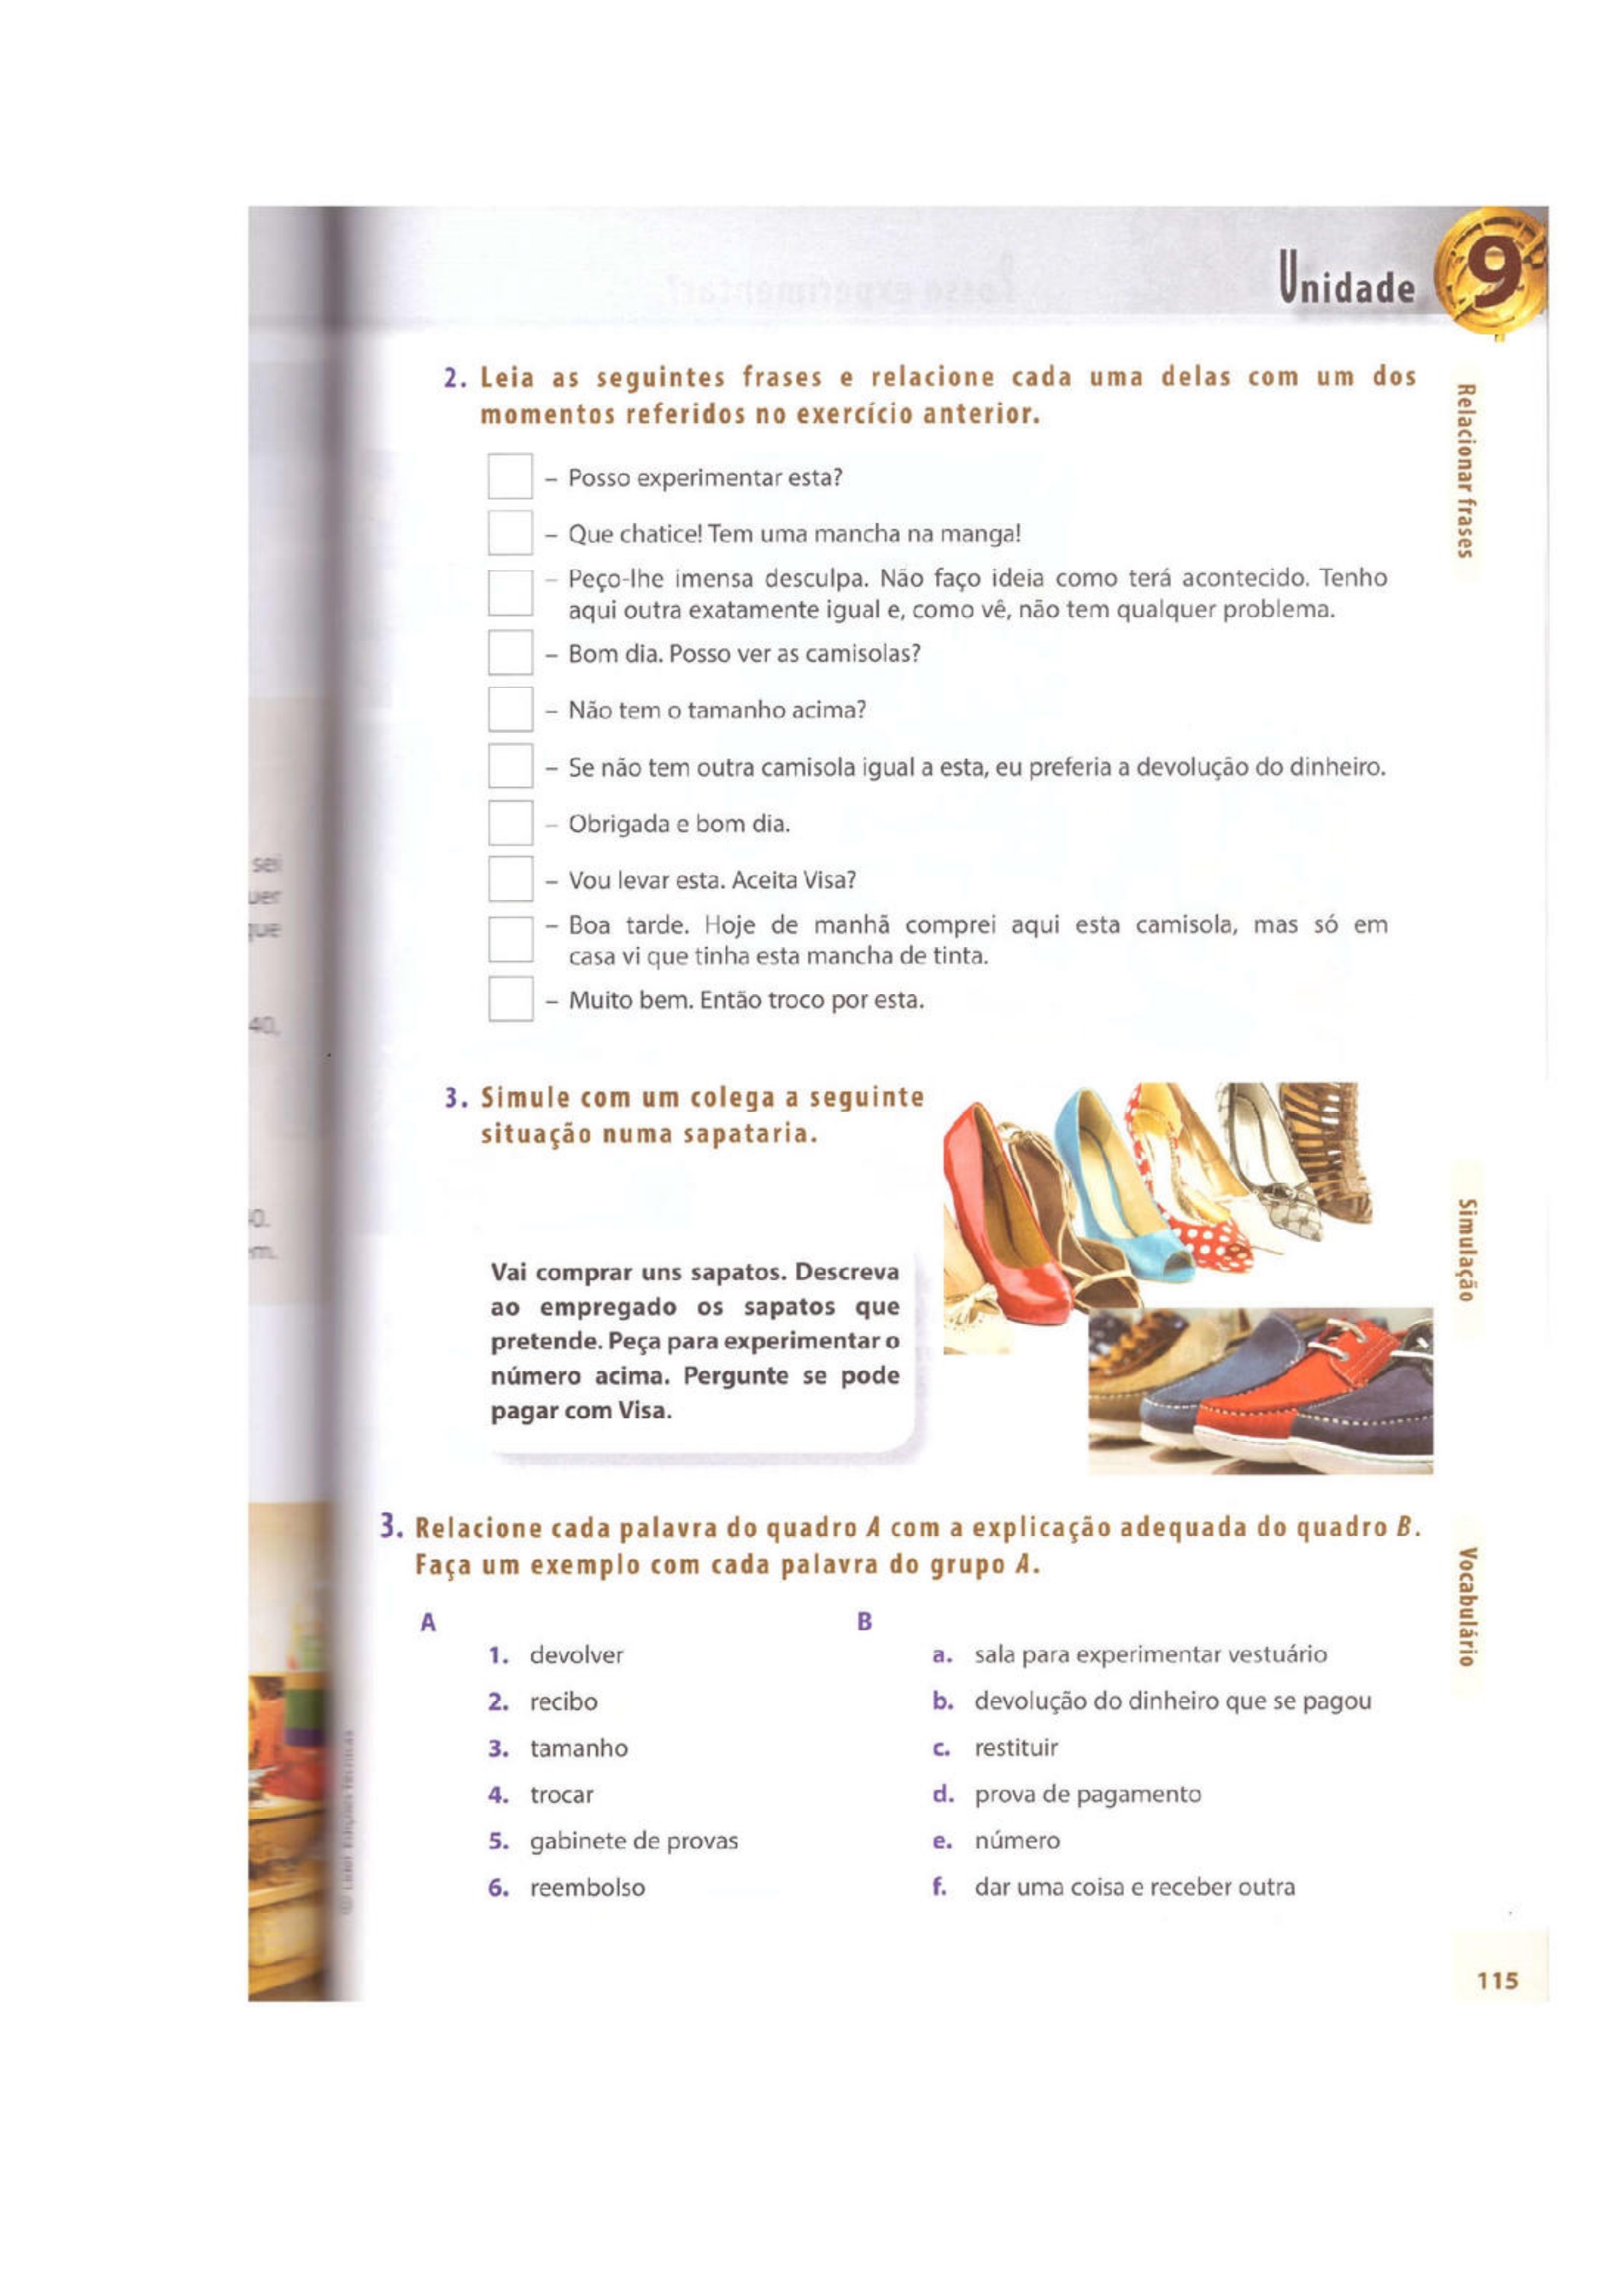 Unidade 9
2. Leia as seguintes frases e relacione cada uma delas com um dos
momentos referidos no exercício anterior.
– Posso experimentar esta?
– Que chatice! Tem uma mancha na manga!
– Peço-lhe imensa desculpa. Não faço ideia como terá acontecido. Tenho
aqui outra exatamente igual e, como vê, não tem qualquer problema.
– Bom dia. Posso ver as camisolas?
– Não tem o tamanho acima?
– Se não tem outra camisola igual a esta, eu preferia a devolução do dinheiro.
– Obrigada e bom dia.
– Vou levar esta. Aceita Visa?
– Boa tarde. Hoje de manhã comprei aqui esta camisola, mas só em
casa vi que tinha esta mancha de tinta.
– Muito bem. Então troco por esta.
Relacionar frases
3. Simule com um colega a seguinte
situação numa sapataria.
Vai comprar uns sapatos. Descreva
ao empregado os sapatos que
pretende. Peça para experimentar o
número acima. Pergunte se pode
pagar com Visa.
Simulação
3. Relacione cada palavra do quadro A com a explicação adequada do quadro B.
Faça um exemplo com cada palavra do grupo A.
A
1. devolver
2. recibo
3. tamanho
4. trocar
5. gabinete de provas
6. reembolso
B
a. sala para experimentar vestuário
b. devolução do dinheiro que se pagou
c. restituir
d. prova de pagamento
e. número
f. dar uma coisa e receber outra
Vocabulário
115